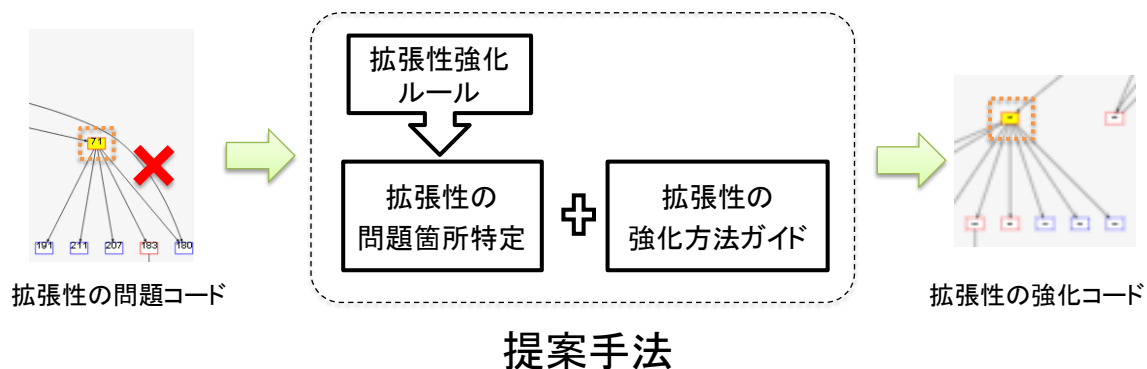 拡張性強化
ルール
71
191
211
207
183
180
拡張性の
問題箇所特定
拡張性の
強化方法ガイド
拡張性の問題コード
拡張性の強化コード
提案手法